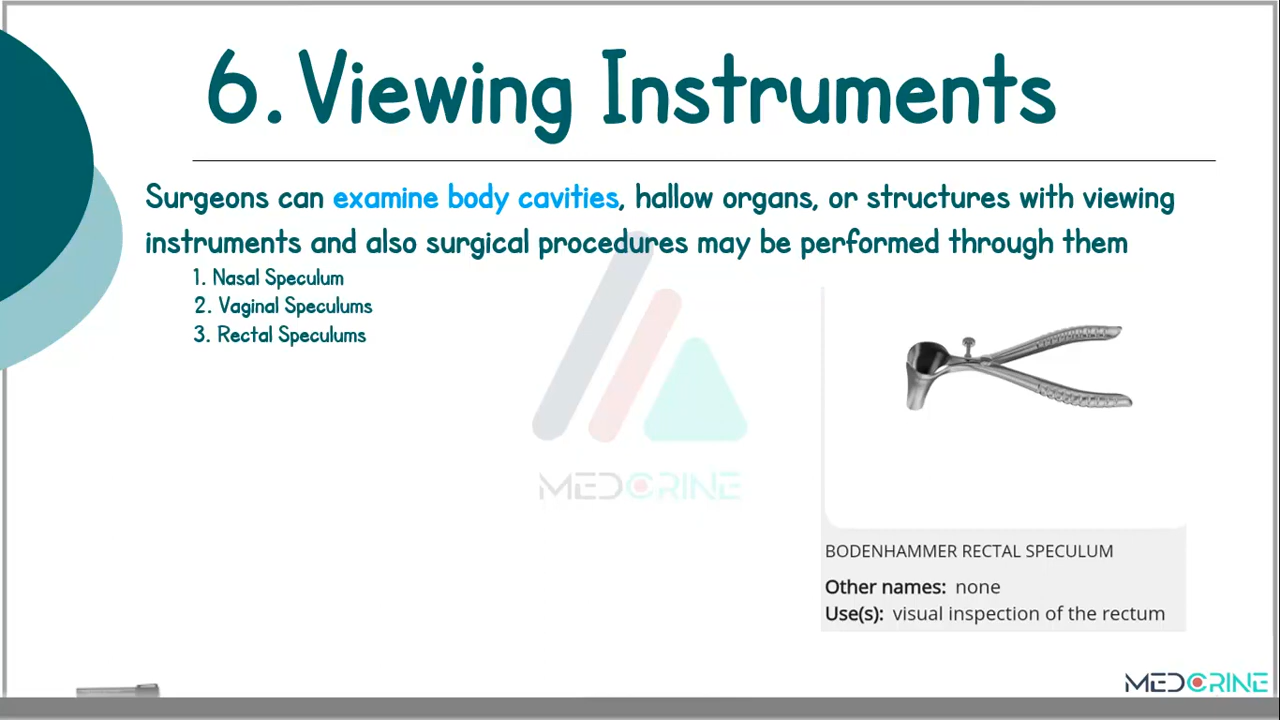 6. Viewing Instruments
Surgeons can examine body cavities, hallow organs, or structures with viewing
instruments and also surgical procedures may be performed through them
1. Nasal Speculum
2. Vaginal Speculums
3. Rectal Speculums
MEDCRINE
BODENHAMMER RECTAL SPECULUM
Other names: none
Use(s): visual inspection of the rectum
MEDCRINE